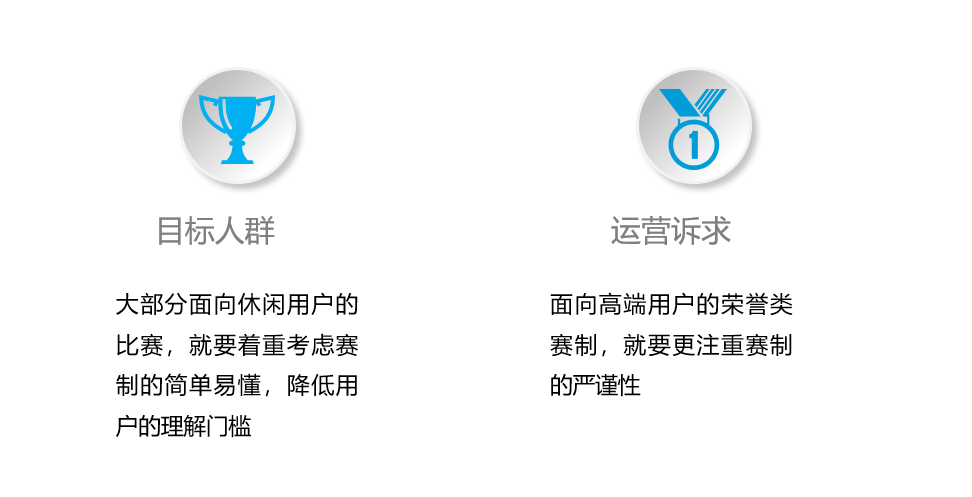 1
目标人群
运营诉求
大部分面向休闲用户的
比赛，就要着重考虑赛
制的简单易懂，降低用
户的理解门槛
面向高端用户的荣誉类
赛制，就要更注重赛制
的严谨性